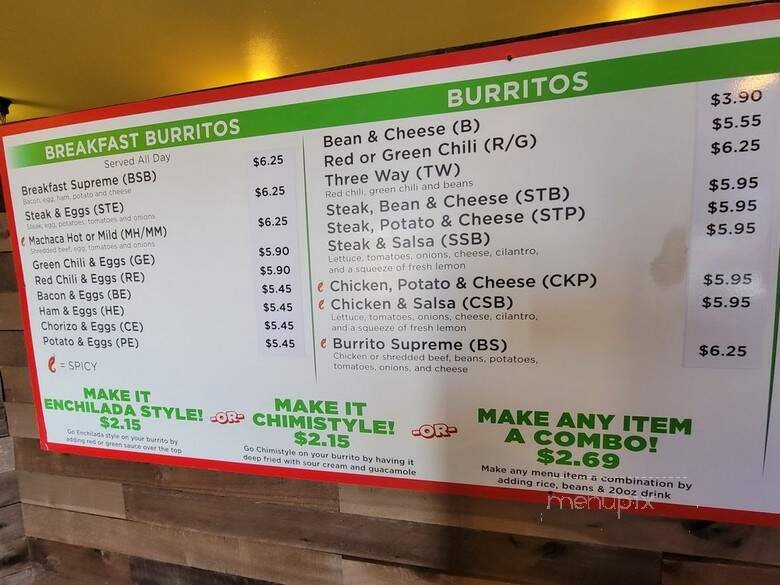 BREAKFAST BURRITOS
Served All Day
Breakfast Supreme (BSB) $6.25
Bacon, egg, ham, potato and cheese
Steak & Eggs (STE) $6.25
Steak, egg, potatoes, tomatoes and onions
Machaca Hot or Mild (MH/MM) $6.25
Shredded beef, egg, tomatoes and onions
Green Chili & Eggs (GE) $5.90
Red Chili & Eggs (RE) $5.90
Bacon & Eggs (BE) $5.45
Ham & Eggs (HE) $5.45
Chorizo & Eggs (CE) $5.45
Potato & Eggs (PE) $5.45
= SPICY
BURRITOS
Bean & Cheese (B) $3.90
Red or Green Chili (R/G) $5.55
Three Way (TW) $6.25
Red chili, green chili and beans
Steak, Bean & Cheese (STB) $5.95
Steak, Potato & Cheese (STP) $5.95
Steak & Salsa (SSB) $5.95
Lettuce, tomatoes, onions, cheese, cilantro,
and a squeeze of fresh lemon
Chicken, Potato & Cheese (CKP) $5.95
Chicken & Salsa (CSB) $5.95
Lettuce, tomatoes, onions, cheese, cilantro,
and a squeeze of fresh lemon
Burrito Supreme (BS) $6.25
Chicken or shredded beef, beans, potatoes,
tomatoes, onions, and cheese
MAKE IT
ENCHILADA STYLE!
$2.15
Go Enchilada style on your burrito by
adding red or green sauce over the top
-OR-
MAKE IT
CHIMISTYLE!
$2.15
Go Chimistyle on your burrito by having it
deep fried with sour cream and guacamole
-OR-
MAKE ANY ITEM
A COMBO!
$2.69
Make any menu item a combination by
adding rice, beans & 20oz drink
menupix